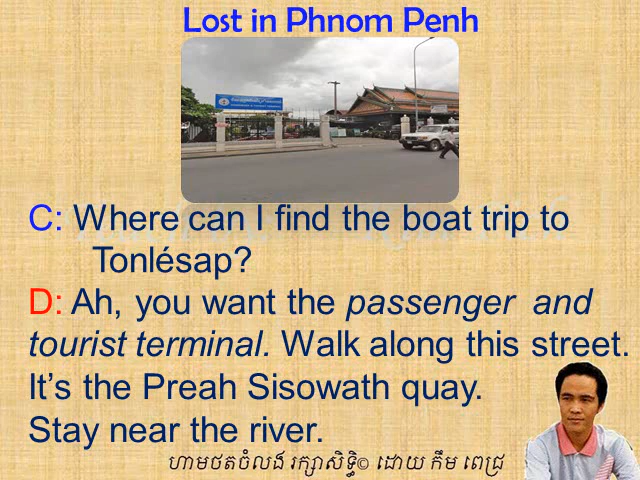 Lost in Phnom Penh
C: Where can I find the boat trip to
Tonlésap?
D: Ah, you want the passenger and
tourist terminal. Walk along this street.
It’s the Preah Sisowath quay.
Stay near the river.
ហាមថតចំលង រក្សាសិទ្ធិ© ដោយ កឹម ពេជ្រ